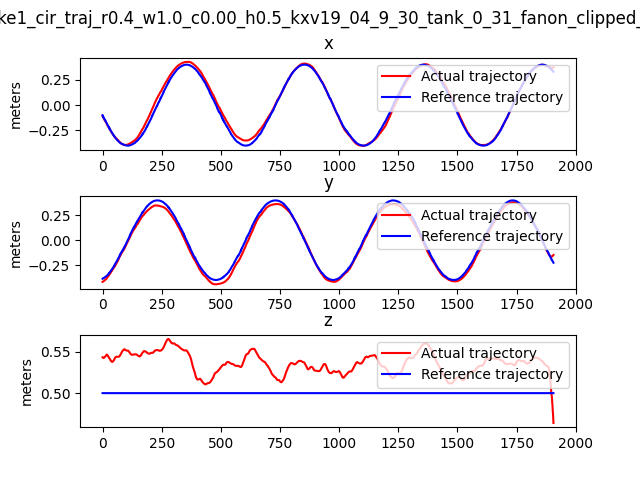 ke1_cir_traj_r0.4_w1.0_c0.00_h0.5_kxv19_04_9_30_tank_0_31_fanon_clipped_
x
meters
0.25
0.00
−0.25
Actual trajectory
Reference trajectory
0 250 500 750 1000 1250 1500 1750 2000
y
meters
0.25
0.00
−0.25
Actual trajectory
Reference trajectory
0 250 500 750 1000 1250 1500 1750 2000
z
meters
0.55
0.50
Actual trajectory
Reference trajectory
0 250 500 750 1000 1250 1500 1750 2000